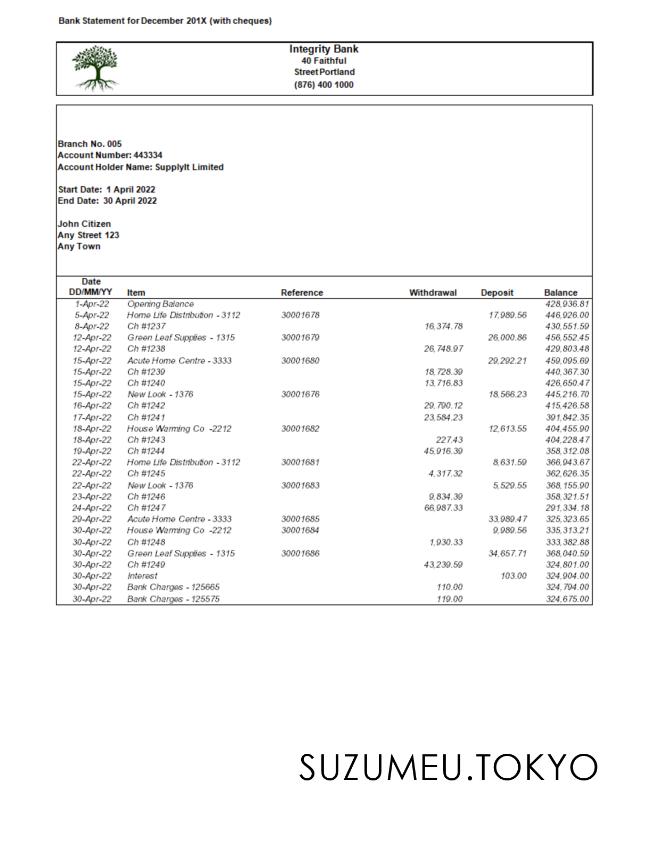 Bank Statement for December 201X (with cheques)
Integrity Bank
40 Faithful
Street Portland
(876) 400 1000
Branch No. 005
Account Number: 443334
Account Holder Name: SupplyIt Limited
Start Date: 1 April 2022
End Date: 30 April 2022
John Citizen
Any Street 123
Any Town
Date
DD/MM/YY Item Reference Withdrawal Deposit Balance
1-Apr-22 Opening Balance 428,936.81
5-Apr-22 Home Life Distribution - 3112 30001678 17,989.56 446,926.00
8-Apr-22 Ch #1237 16,374.78 430,551.59
12-Apr-22 Green Leaf Supplies - 1315 30001679 26,000.86 456,552.45
12-Apr-22 Ch #1238 26,748.97 429,803.48
15-Apr-22 Acute Home Centre - 3333 30001680 29,292.21 459,095.69
15-Apr-22 Ch #1239 18,728.39 440,367.30
15-Apr-22 Ch #1240 13,716.83 426,650.47
15-Apr-22 New Look - 1376 30001676 18,566.23 445,216.70
16-Apr-22 Ch #1242 29,790.12 415,426.58
17-Apr-22 Ch #1241 23,584.23 391,842.35
18-Apr-22 House Warming Co -2212 30001682 12,613.55 404,455.90
18-Apr-22 Ch #1243 227.43 404,228.47
19-Apr-22 Ch #1244 45,916.39 358,312.08
22-Apr-22 Home Life Distribution - 3112 30001681 8,631.59 366,943.67
22-Apr-22 Ch #1245 4,317.32 362,626.35
22-Apr-22 New Look - 1376 30001683 5,529.55 368,155.90
23-Apr-22 Ch #1246 9,834.39 358,321.51
24-Apr-22 Ch #1247 66,987.33 291,334.18
29-Apr-22 Acute Home Centre - 3333 30001685 33,989.47 325,323.65
30-Apr-22 House Warming Co -2212 30001684 9,989.56 335,313.21
30-Apr-22 Ch #1248 1,930.33 333,382.88
30-Apr-22 Green Leaf Supplies - 1315 30001686 34,657.71 368,040.59
30-Apr-22 Ch #1249 43,239.59 324,801.00
30-Apr-22 Interest 103.00 324,904.00
30-Apr-22 Bank Charges - 125665 110.00 324,794.00
30-Apr-22 Bank Charges - 125575 119.00 324,675.00
SUZUMEU.TOKYO